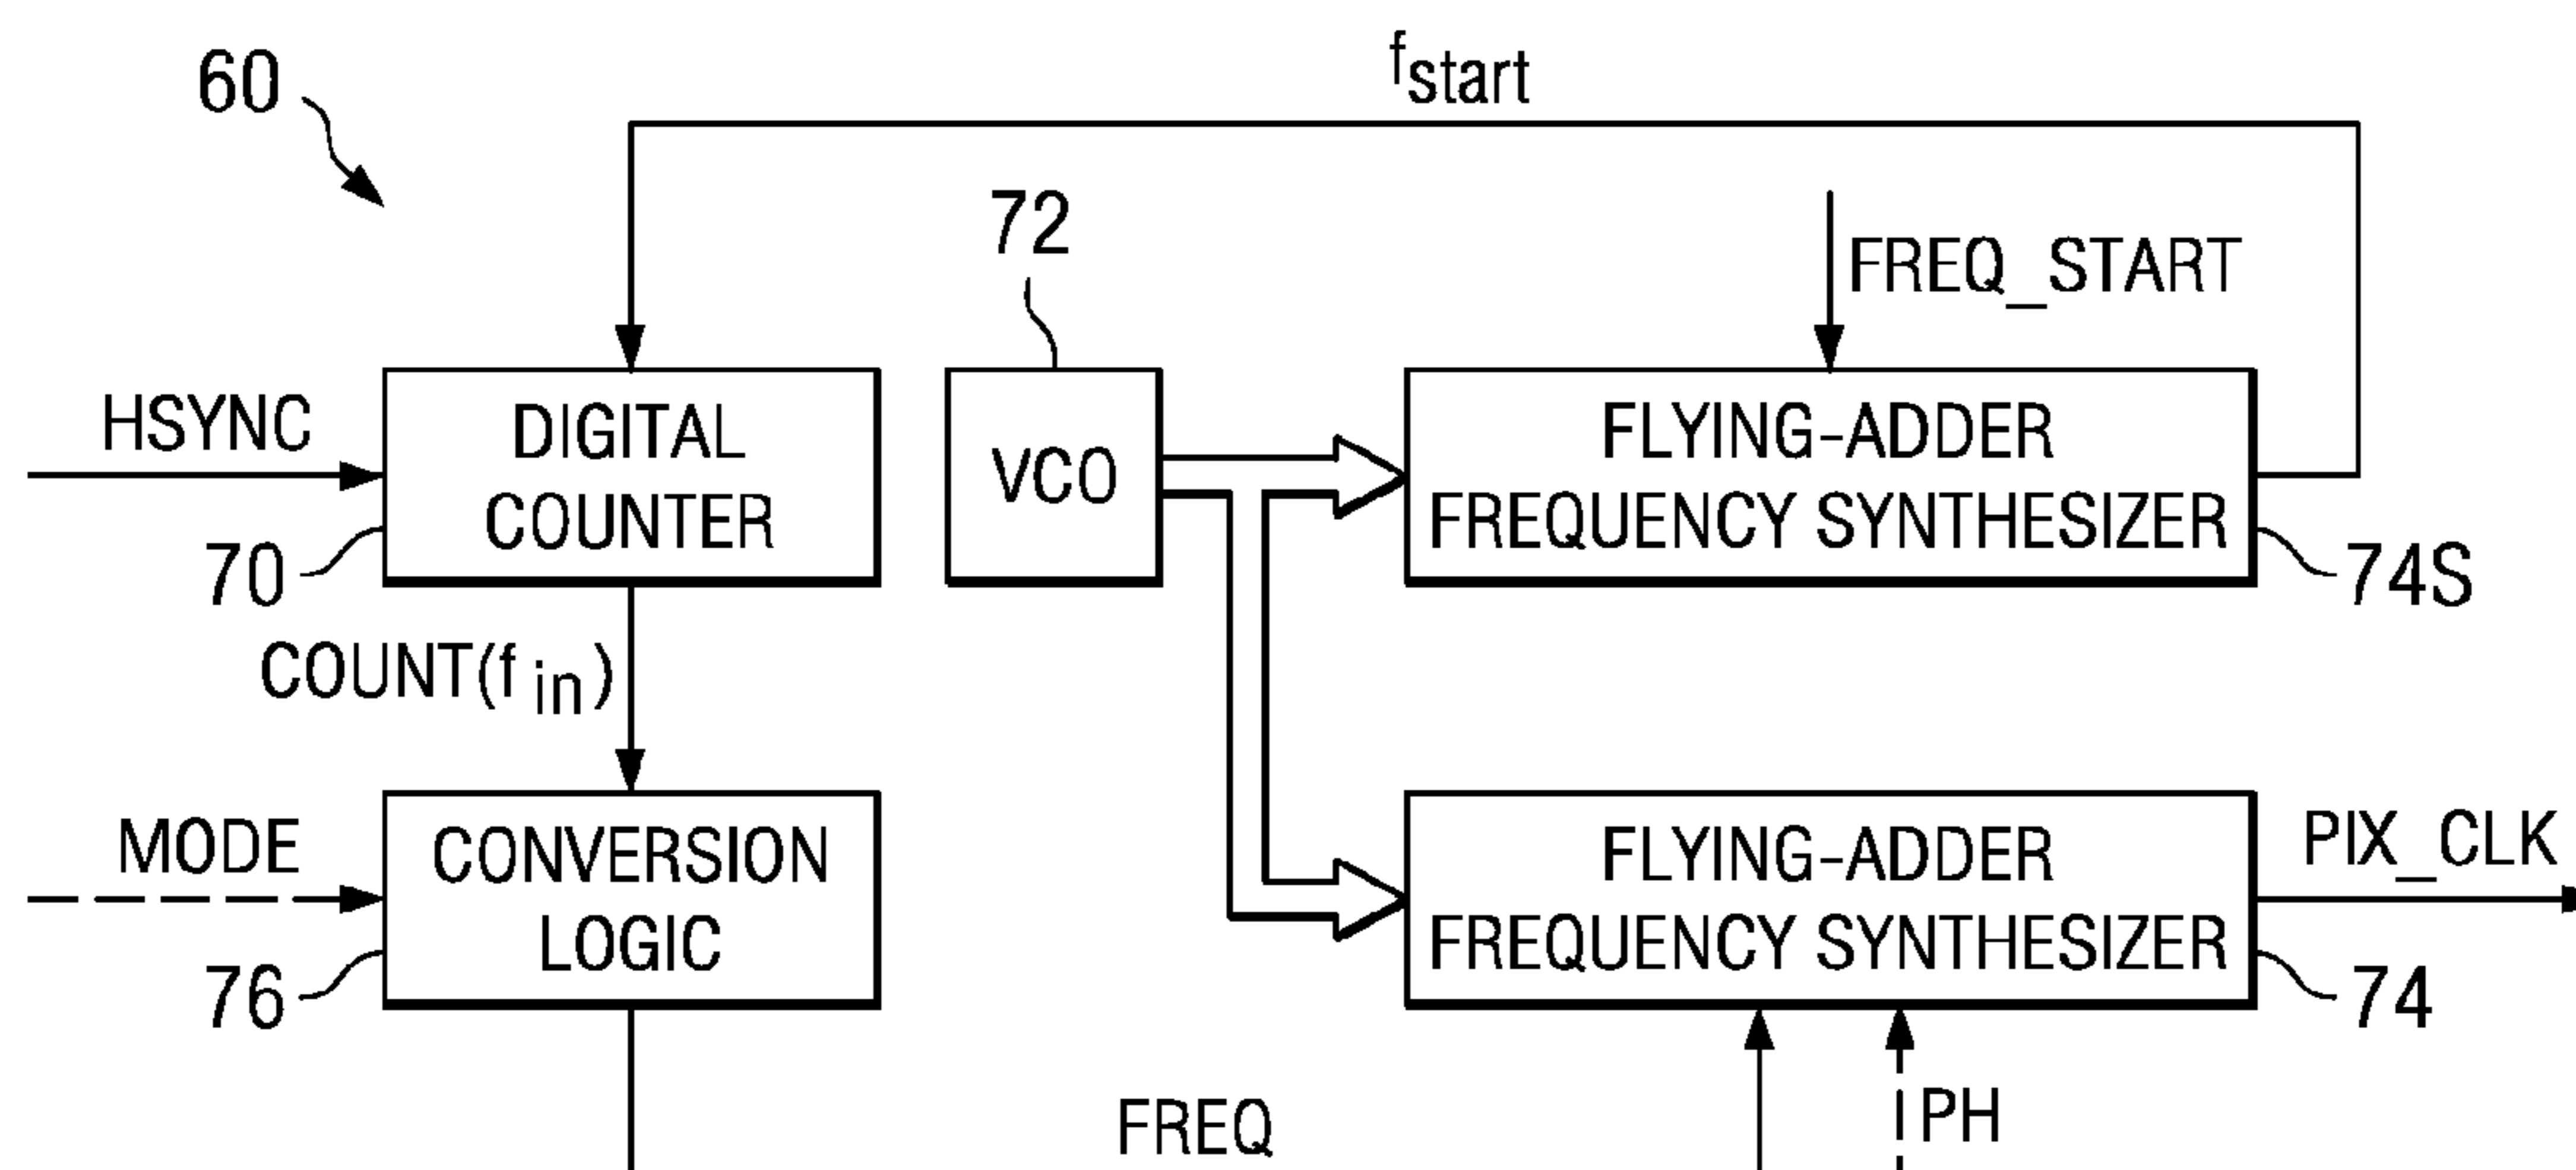 60
fstart
72
FREQ_START
HSYNC
DIGITAL
COUNTER
70
VCO
FLYING-ADDER
FREQUENCY SYNTHESIZER
74S
COUNT(fin)
MODE
CONVERSION
LOGIC
76
FLYING-ADDER
FREQUENCY SYNTHESIZER
PIX_CLK
74
FREQ
PH